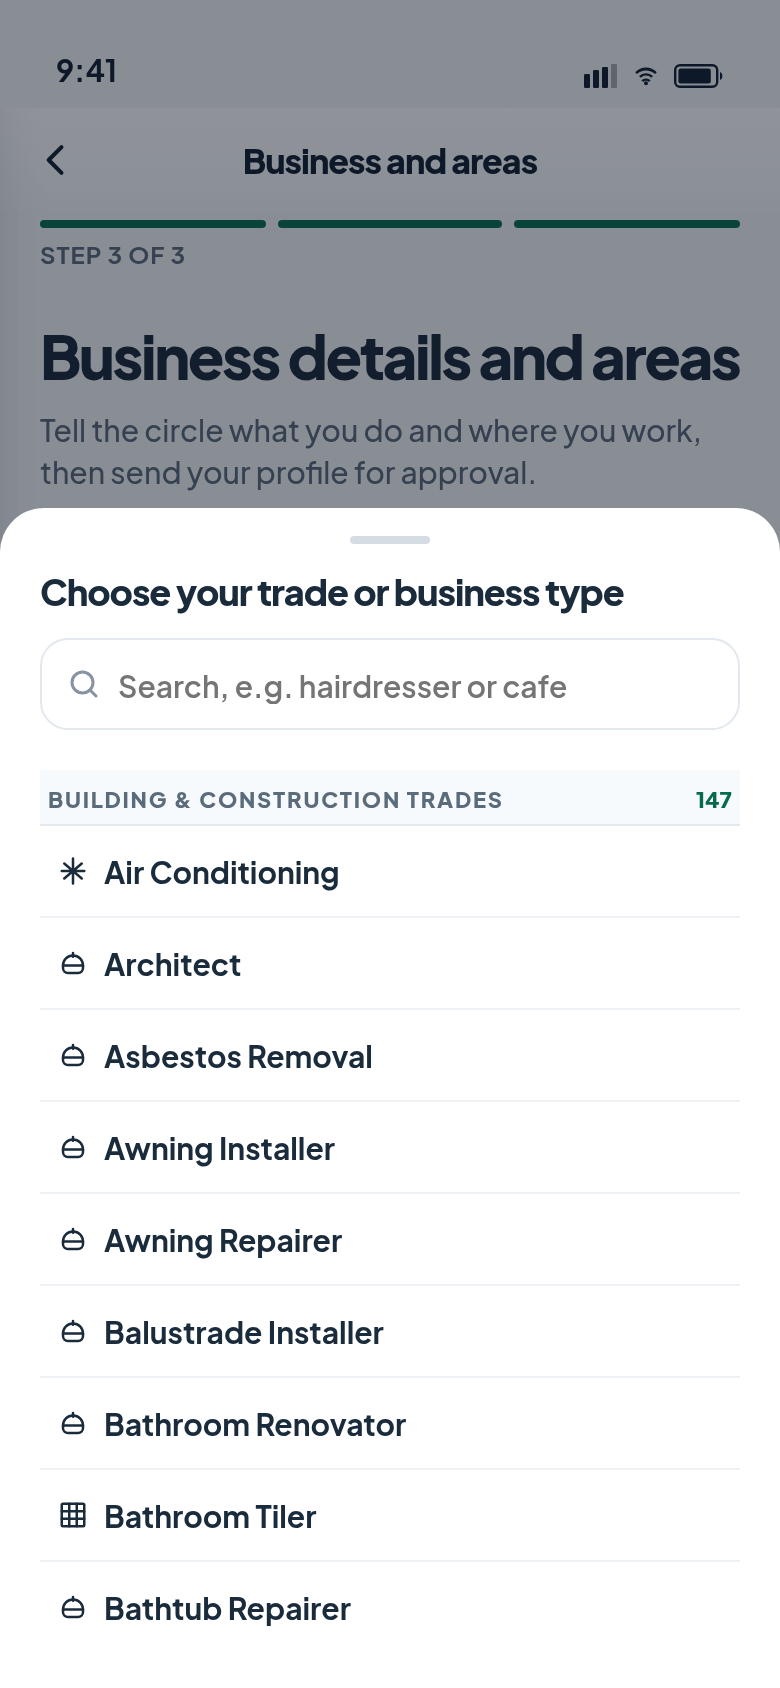 9:41
Business and areas
STEP 3 OF 3
Business details and areas
Tell the circle what you do and where you work,
then send your profile for approval.
Choose your trade or business type
Search, e.g. hairdresser or cafe
BUILDING & CONSTRUCTION TRADES 147
Air Conditioning
Architect
Asbestos Removal
Awning Installer
Awning Repairer
Balustrade Installer
Bathroom Renovator
Bathroom Tiler
Bathtub Repairer